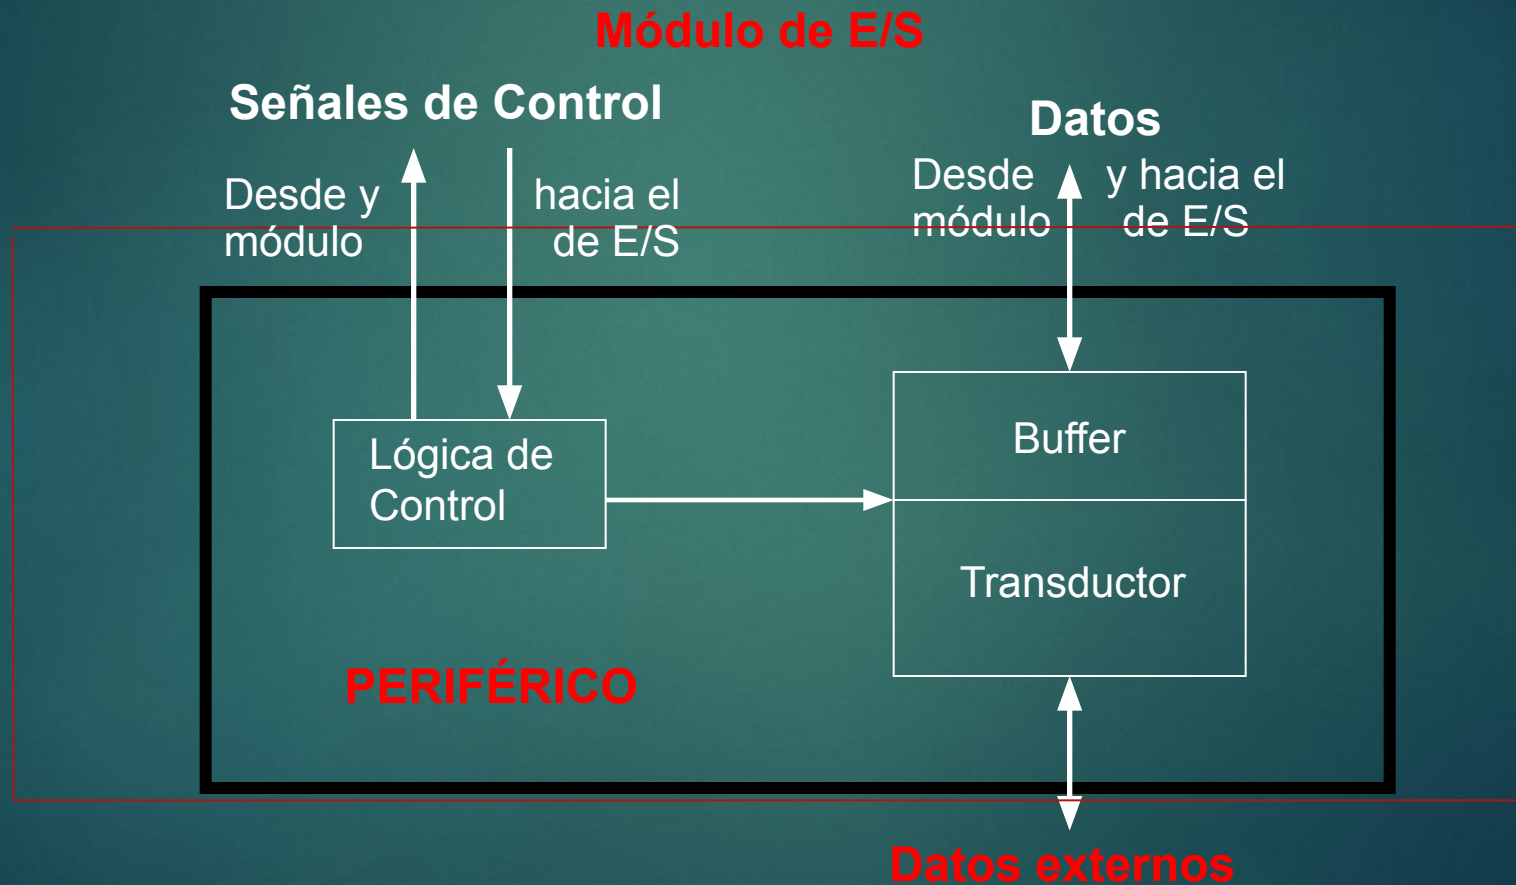 Módulo de E/S
Señales de Control
Desde y hacia el
módulo de E/S
Datos
Desde y hacia el
módulo de E/S
Lógica de
Control
Buffer
Transductor
PERIFÉRICO
Datos externos